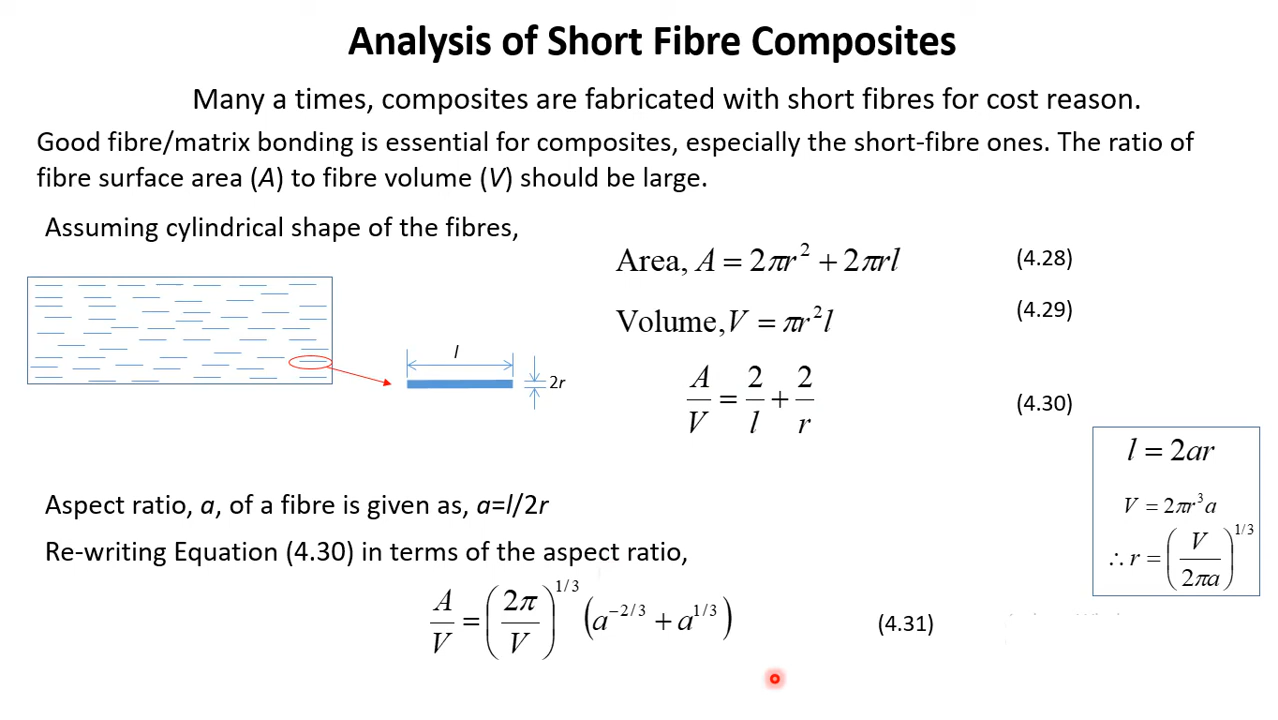 Analysis of Short Fibre Composites
Many a times, composites are fabricated with short fibres for cost reason.
Good fibre/matrix bonding is essential for composites, especially the short-fibre ones. The ratio of
fibre surface area (A) to fibre volume (V) should be large.
Assuming cylindrical shape of the fibres,
Area, A = 2πr² + 2πrl (4.28)
Volume, V = πr²l (4.29)
l
2r
A/V = 2/l + 2/r (4.30)
Aspect ratio, a, of a fibre is given as, a=l/2r
Re-writing Equation (4.30) in terms of the aspect ratio,
A/V = (2π/V)^1/3 (a^−2/3 + a^1/3) (4.31)
l = 2ar
V = 2πr³a
∴ r = (V/2πa)^1/3